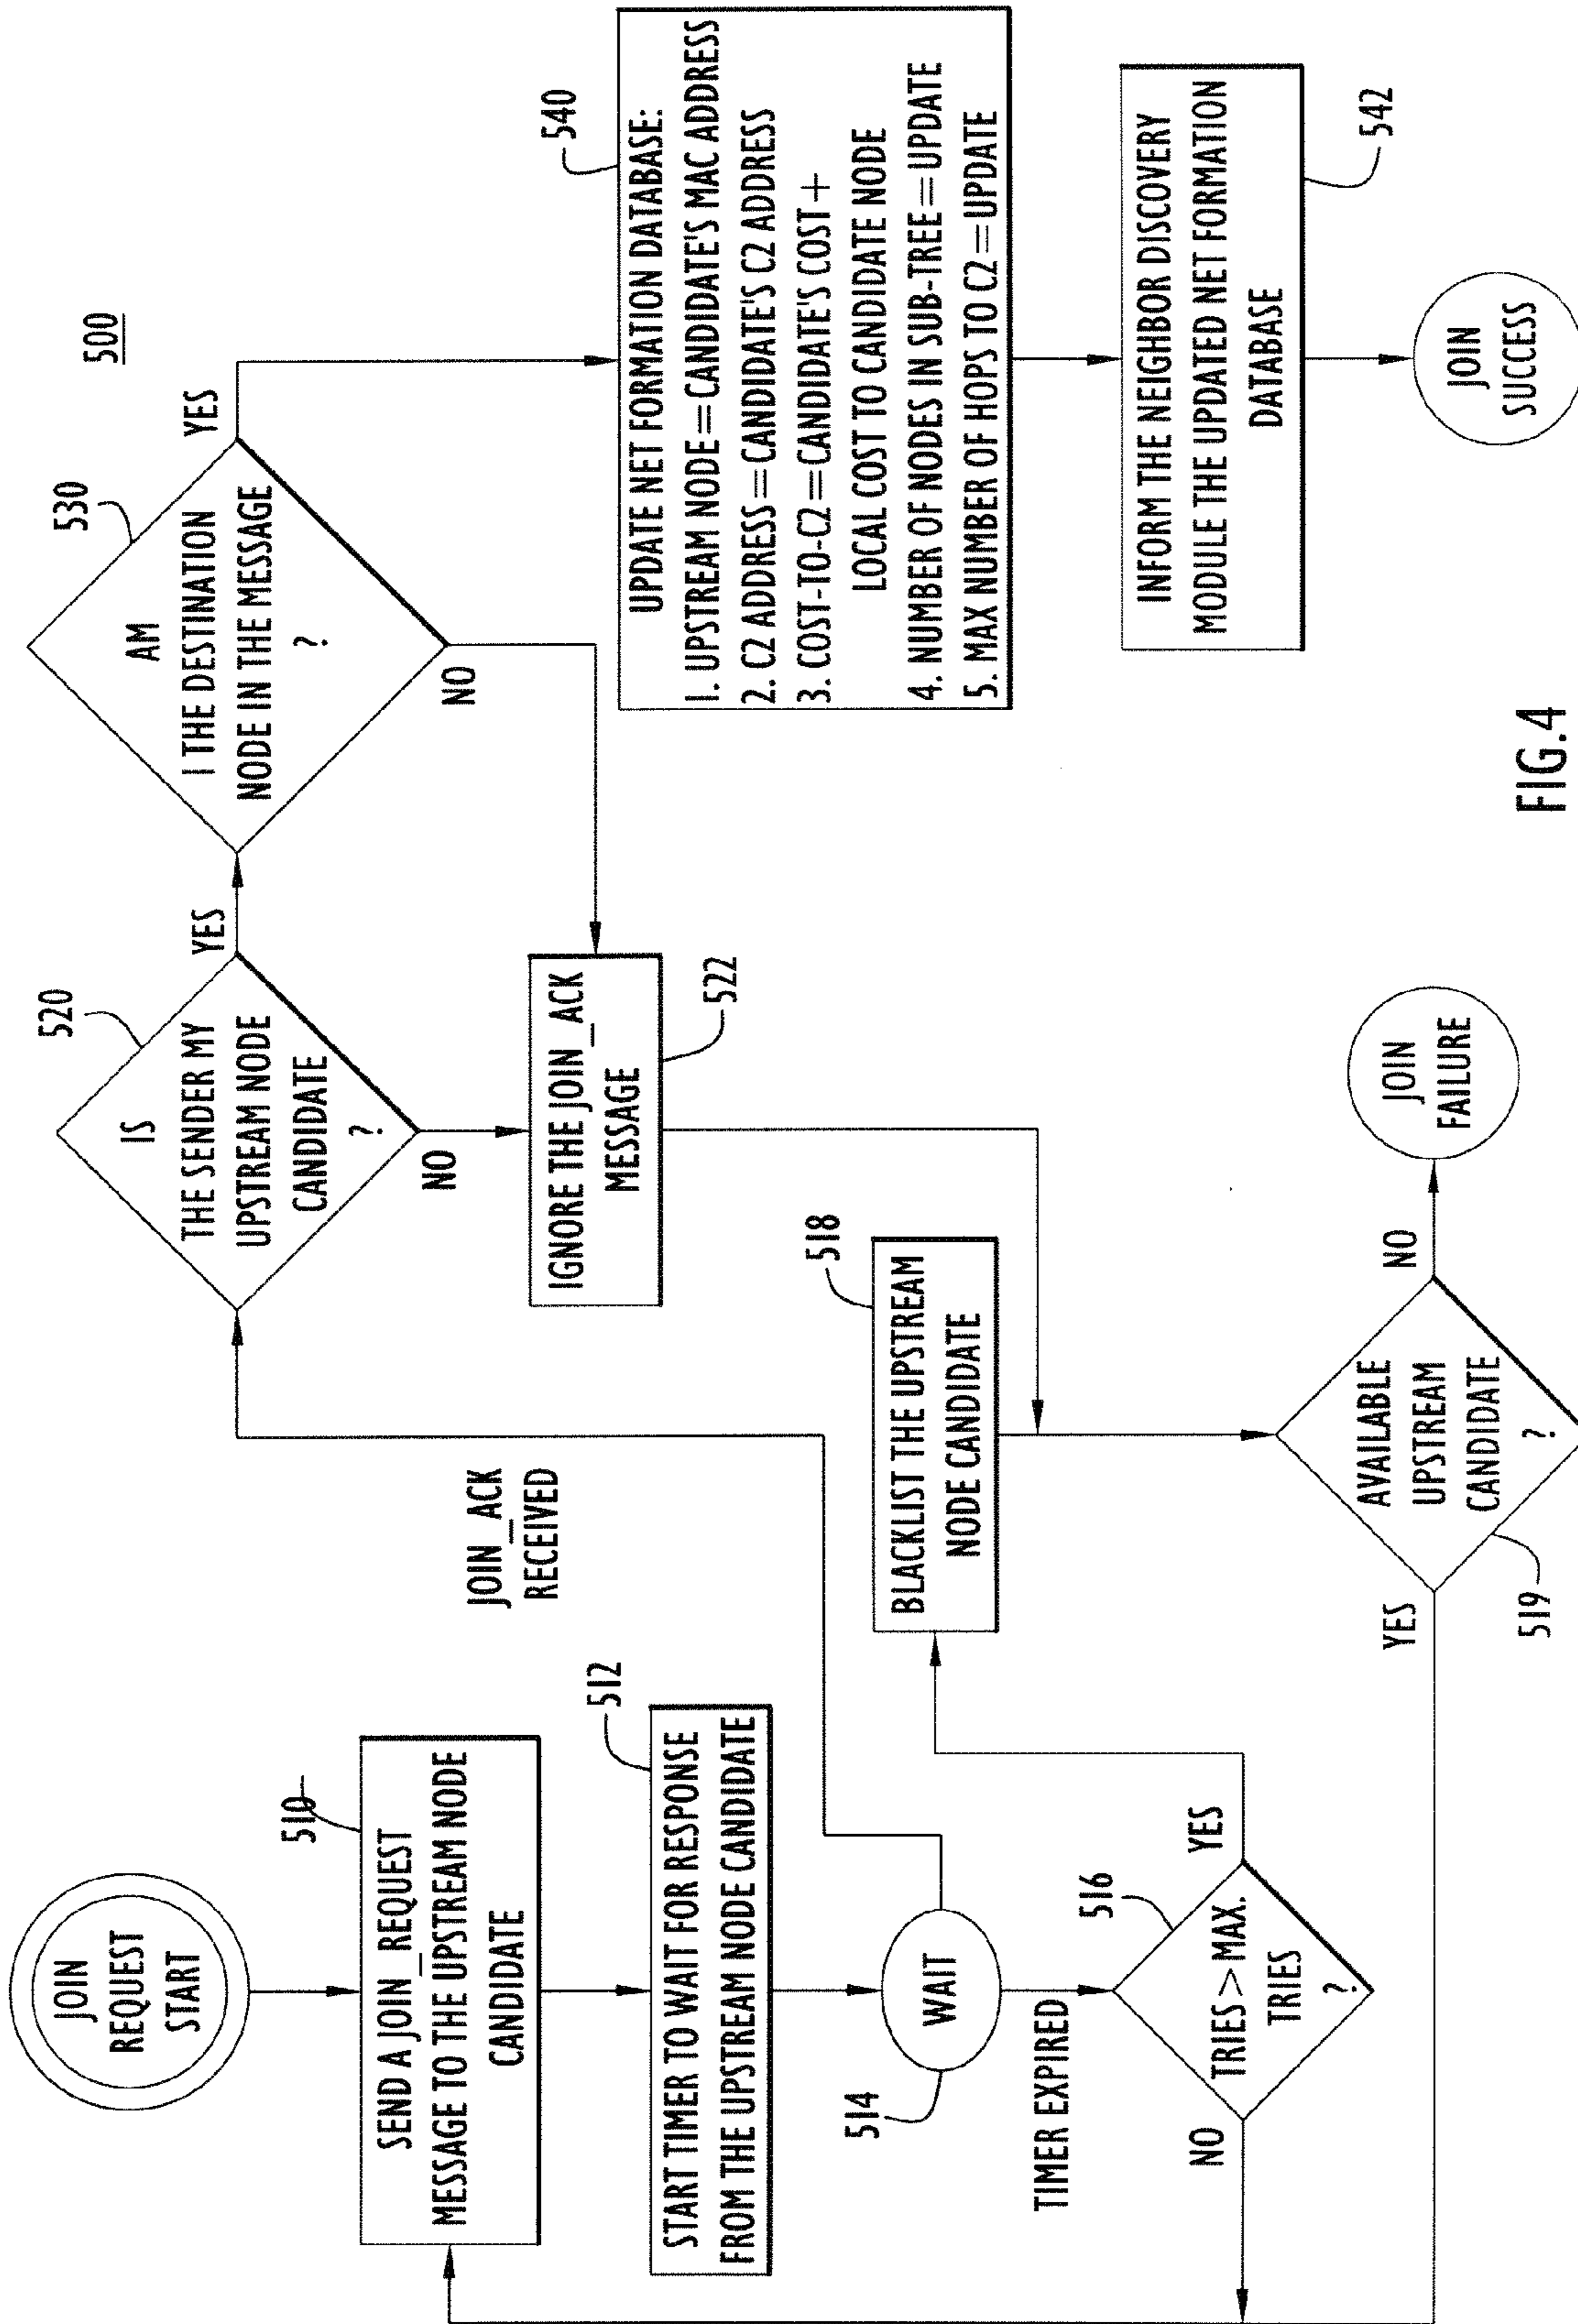 500
JOIN
REQUEST
START
510
SEND A JOIN_REQUEST
MESSAGE TO THE UPSTREAM NODE
CANDIDATE
512
START TIMER TO WAIT FOR RESPONSE
FROM THE UPSTREAM NODE CANDIDATE
514
WAIT
JOIN_ACK
RECEIVED
TIMER EXPIRED
516
TRIES > MAX.
TRIES
?
NO
YES
518
BLACKLIST THE UPSTREAM
NODE CANDIDATE
519
AVAILABLE
UPSTREAM
CANDIDATE
?
YES
NO
JOIN
FAILURE
520
IS
THE SENDER MY
UPSTREAM NODE
CANDIDATE
?
YES
NO
522
IGNORE THE JOIN_ACK
MESSAGE
530
AM
I THE DESTINATION
NODE IN THE MESSAGE
?
YES
NO
540
UPDATE NET FORMATION DATABASE:
1. UPSTREAM NODE=CANDIDATE'S MAC ADDRESS
2. C2 ADDRESS=CANDIDATE'S C2 ADDRESS
3. COST-TO-C2=CANDIDATE'S COST+
LOCAL COST TO CANDIDATE NODE
4. NUMBER OF NODES IN SUB-TREE=UPDATE
5. MAX NUMBER OF HOPS TO C2=UPDATE
542
INFORM THE NEIGHBOR DISCOVERY
MODULE THE UPDATED NET FORMATION
DATABASE
JOIN
SUCCESS
FIG.4